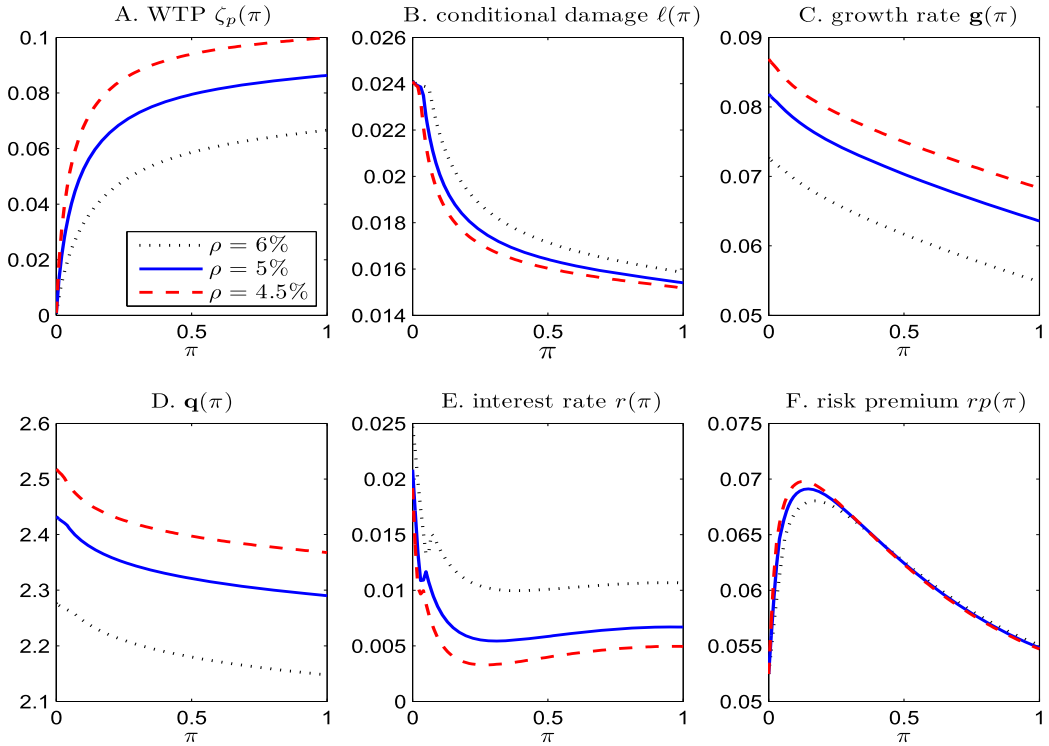 A. WTP ζp(π)
0.1
0.08
0.06
0.04
0.02
0
0 0.5 1
π
ρ = 6%
ρ = 5%
ρ = 4.5%
B. conditional damage ℓ(π)
0.026
0.024
0.022
0.02
0.018
0.016
0.014
0 0.5 1
π
C. growth rate g(π)
0.09
0.08
0.07
0.06
0.05
0 0.5 1
π
D. q(π)
2.6
2.5
2.4
2.3
2.2
2.1
0 0.5 1
π
E. interest rate r(π)
0.025
0.02
0.015
0.01
0.005
0
0 0.5 1
π
F. risk premium rp(π)
0.075
0.07
0.065
0.06
0.055
0.05
0 0.5 1
π